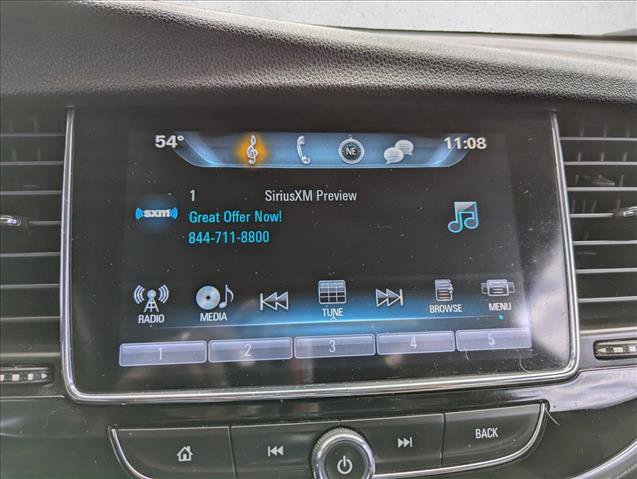 54° NE 11:08
1 SiriusXM Preview
((sxm)) Great Offer Now!
844-711-8800
RADIO MEDIA TUNE BROWSE MENU
1 2 3 4 5
BACK